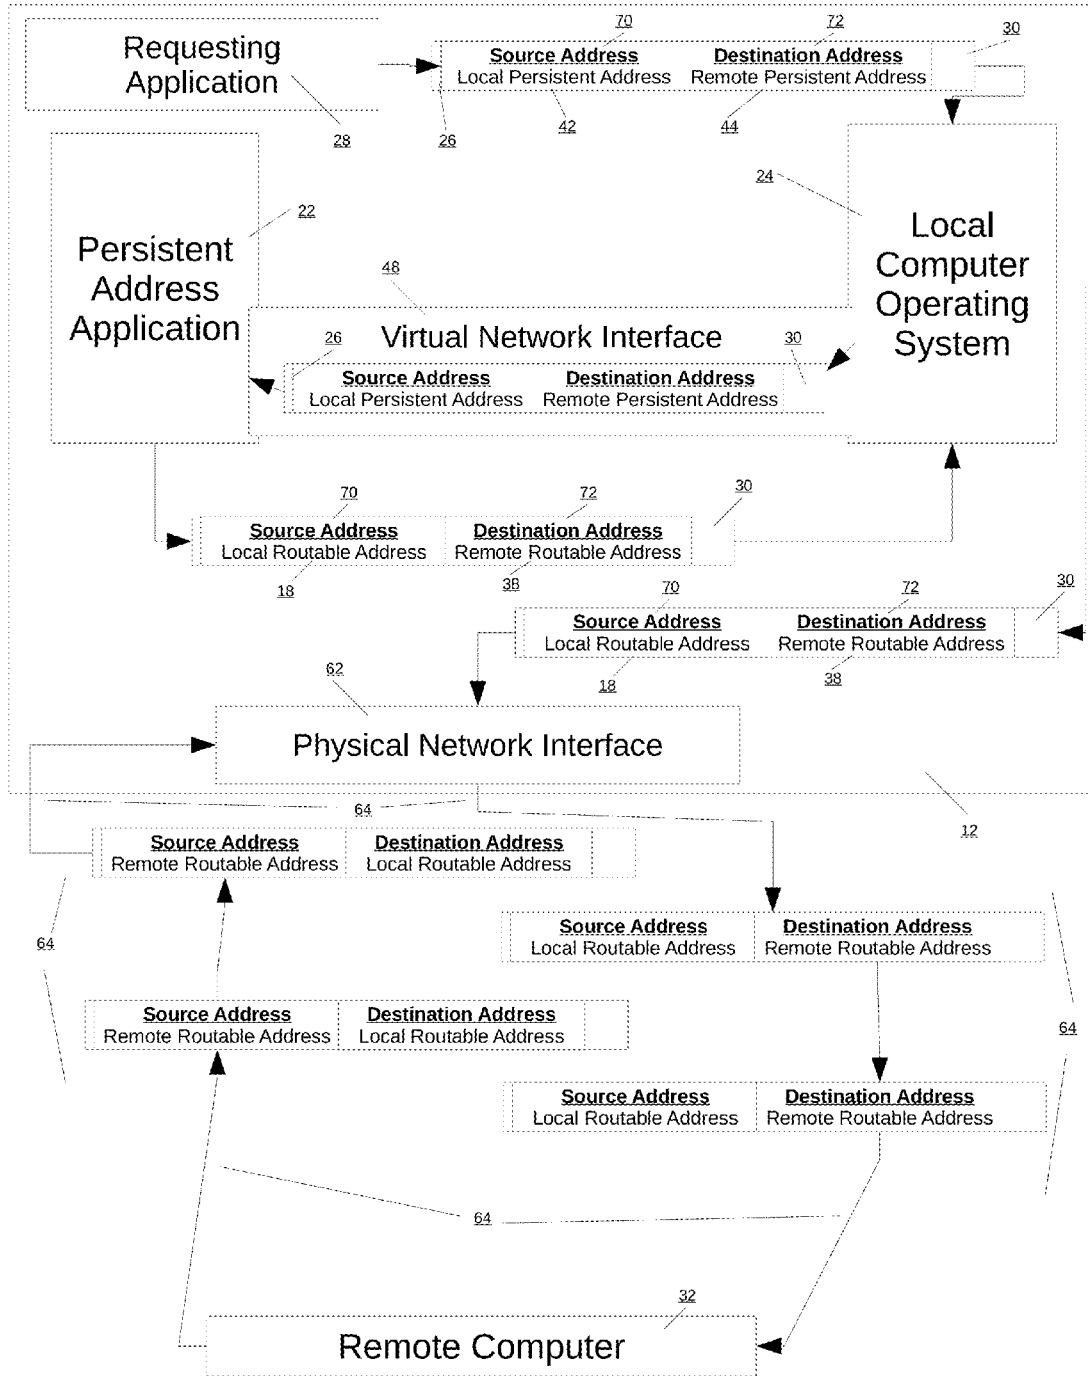 70
72
30
Requesting
Application
Source Address
Destination Address
Local Persistent Address
Remote Persistent Address
28
26
42
44
24
22
Persistent
Address
Application
Local
Computer
Operating
System
48
Virtual Network Interface
26
30
Source Address
Destination Address
Local Persistent Address
Remote Persistent Address
70
72
30
Source Address
Destination Address
Local Routable Address
Remote Routable Address
18
38
70
72
30
Source Address
Destination Address
Local Routable Address
Remote Routable Address
18
38
62
Physical Network Interface
64
12
Source Address
Destination Address
Remote Routable Address
Local Routable Address
64
Source Address
Destination Address
Local Routable Address
Remote Routable Address
Source Address
Destination Address
Remote Routable Address
Local Routable Address
64
Source Address
Destination Address
Local Routable Address
Remote Routable Address
64
32
Remote Computer